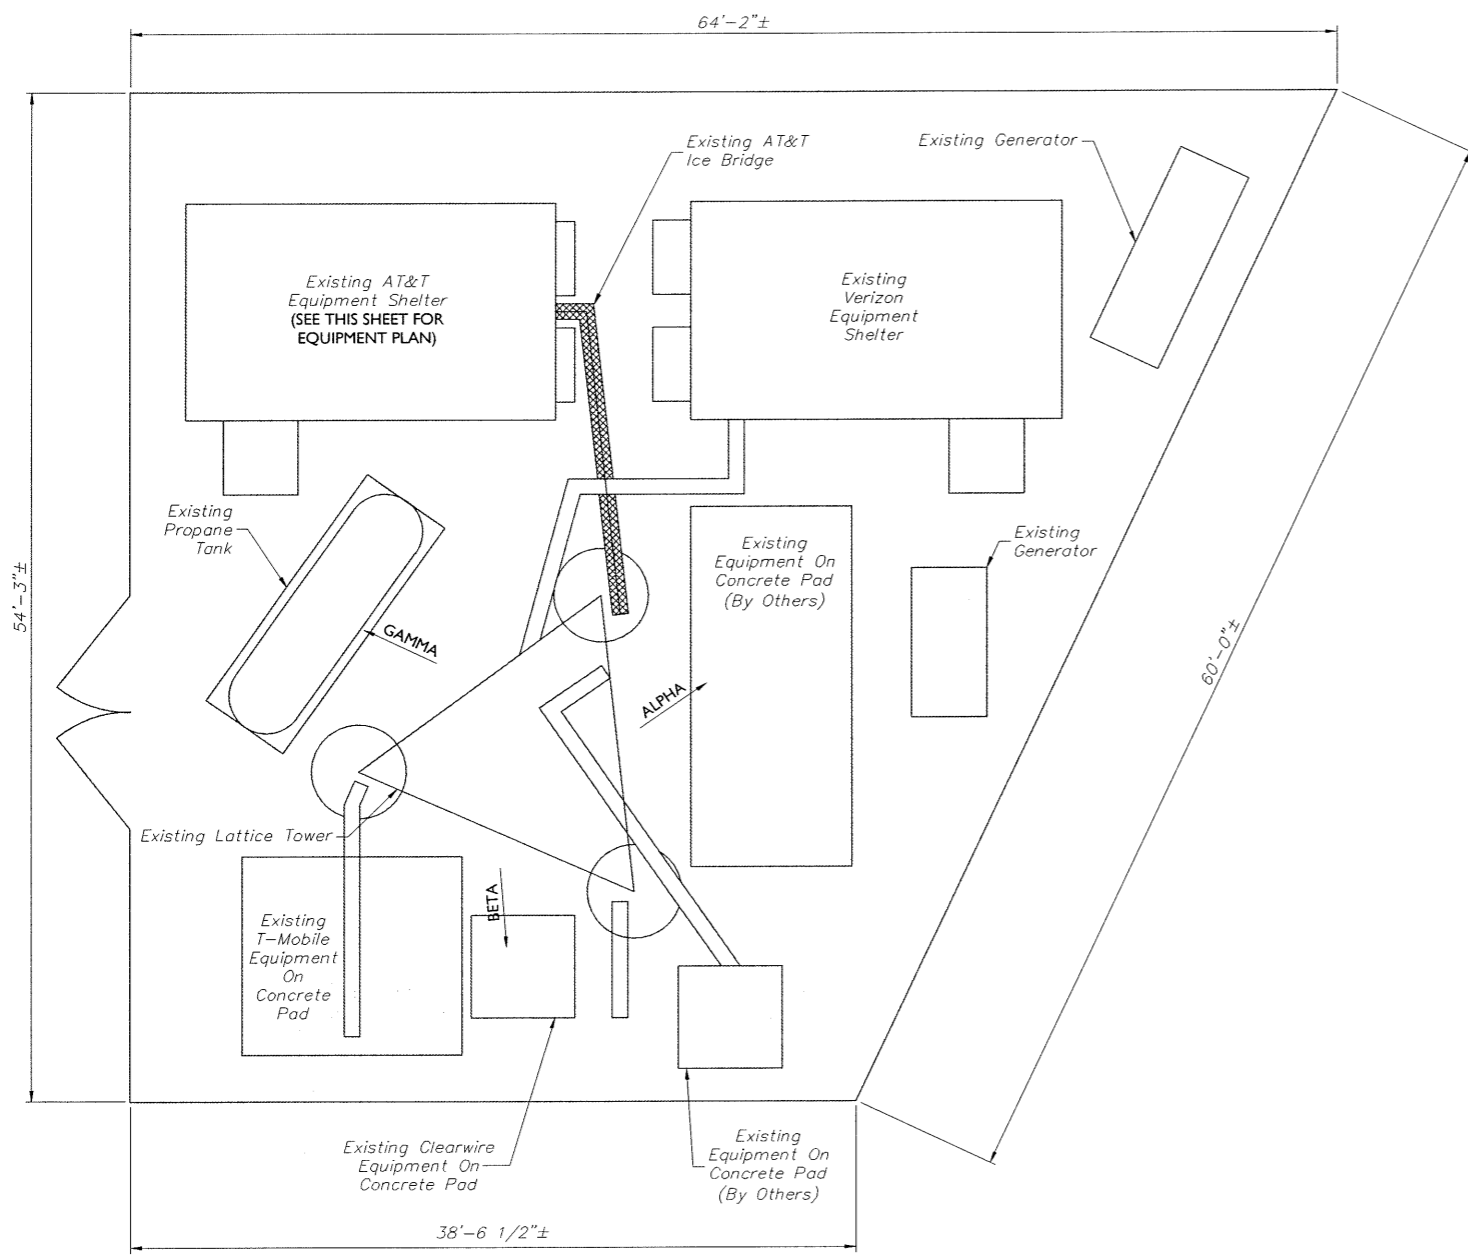 64'-2"±
Existing AT&T
Ice Bridge
Existing Generator
Existing AT&T
Equipment Shelter
(SEE THIS SHEET FOR
EQUIPMENT PLAN)
Existing
Verizon
Equipment
Shelter
54'-3"±
Existing
Propane
Tank
GAMMA
Existing
Equipment On
Concrete Pad
(By Others)
Existing
Generator
60'-0"±
ALPHA
Existing Lattice Tower
BETA
Existing
T-Mobile
Equipment
On
Concrete
Pad
Existing Clearwire
Equipment On
Concrete Pad
Existing
Equipment On
Concrete Pad
(By Others)
38'-6 1/2"±